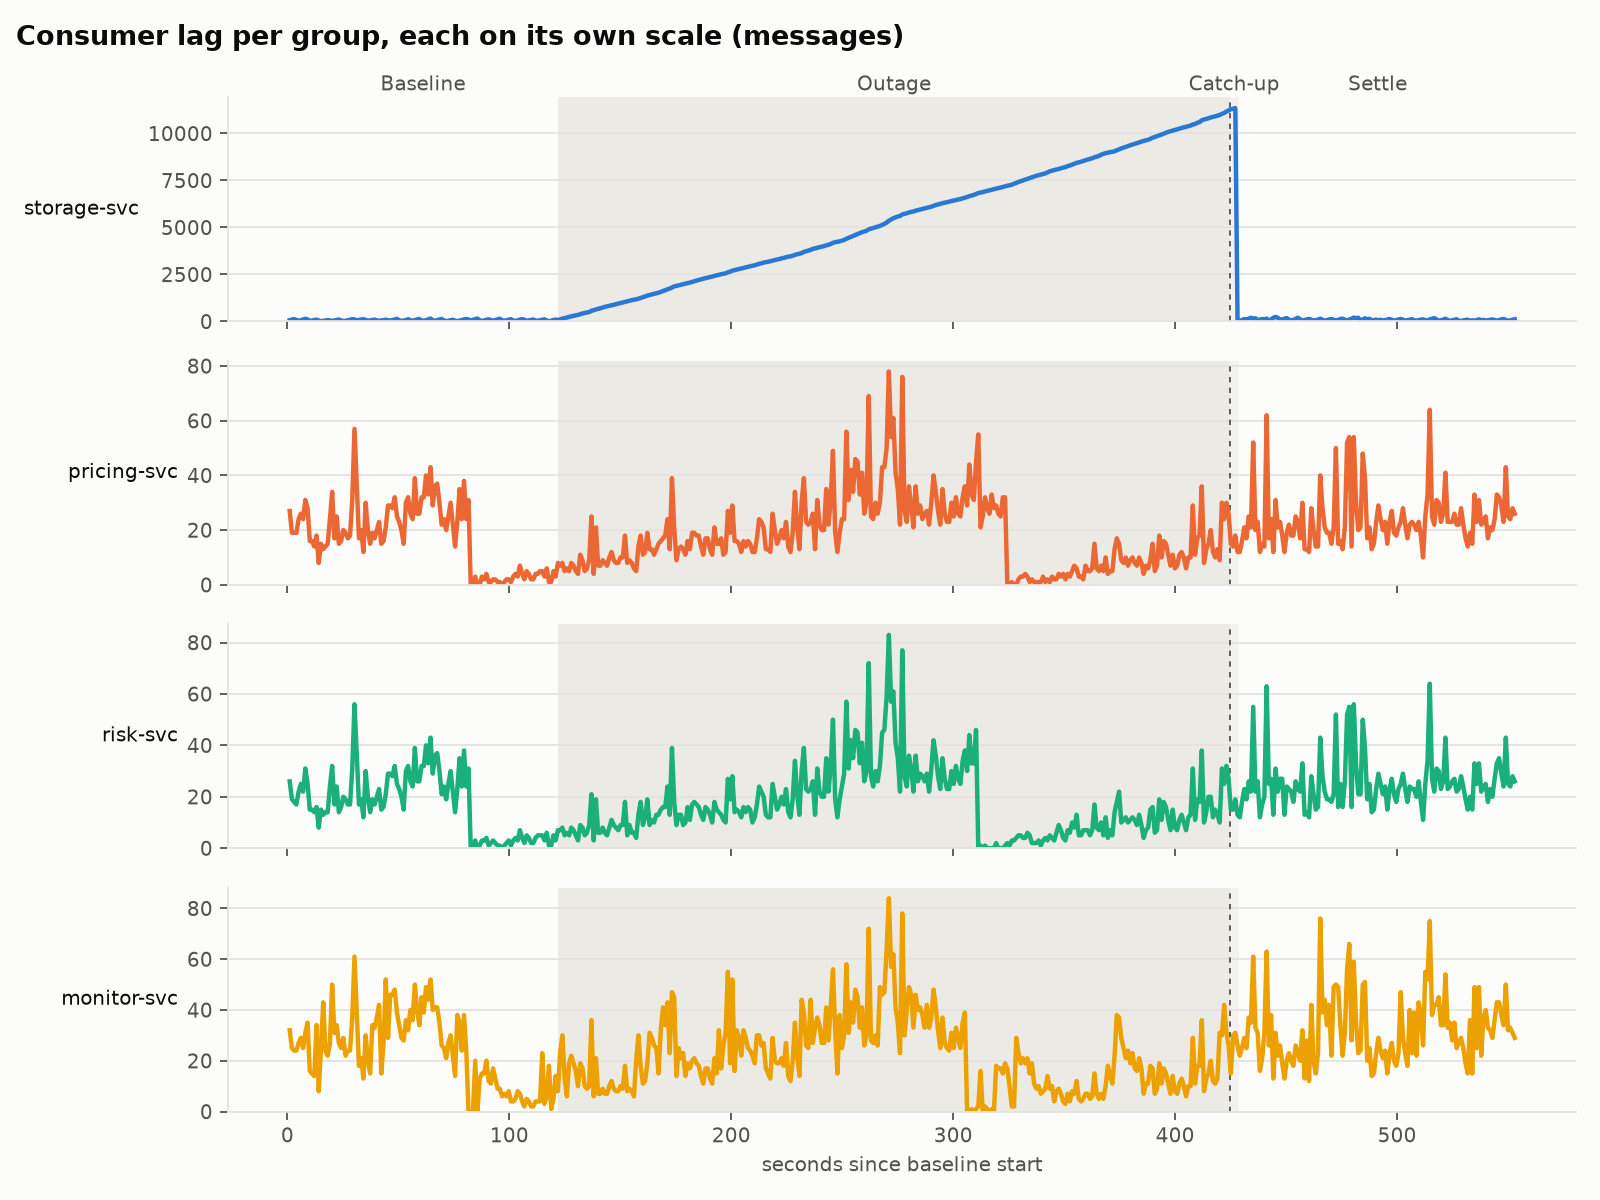 Consumer lag per group, each on its own scale (messages)
Baseline Outage Catch-up Settle
storage-svc
10000
7500
5000
2500
0
pricing-svc
80
60
40
20
0
risk-svc
80
60
40
20
0
monitor-svc
80
60
40
20
0
0 100 200 300 400 500
seconds since baseline start